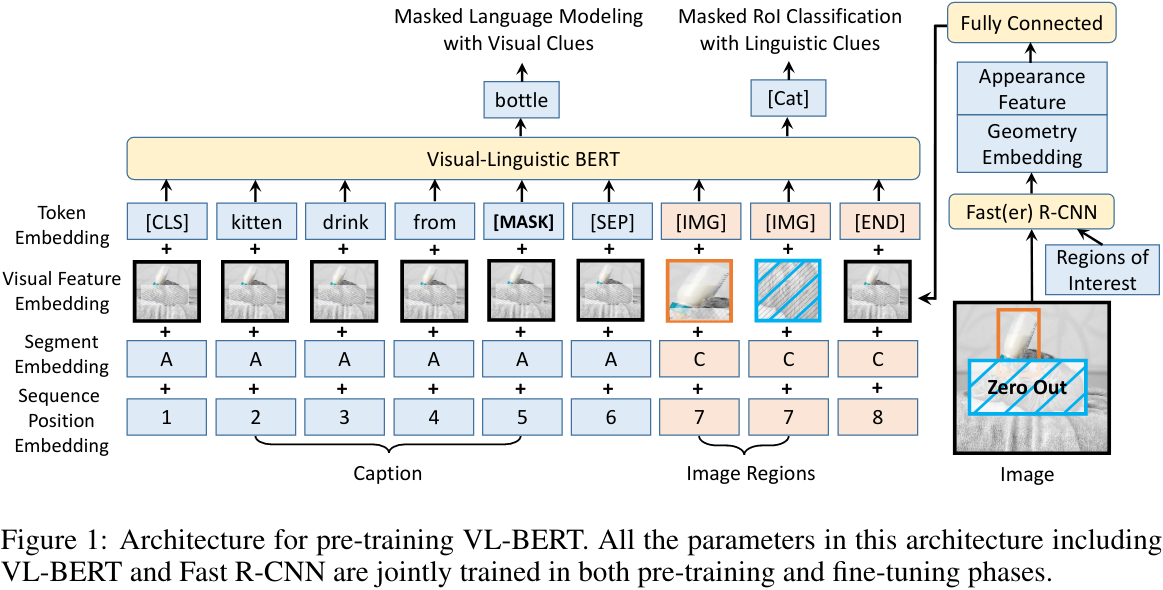 Masked Language Modeling
with Visual Clues
Masked RoI Classification
with Linguistic Clues
Fully Connected
bottle
[Cat]
Appearance
Feature
Geometry
Embedding
Visual-Linguistic BERT
Fast(er) R-CNN
Regions of
Interest
Token
Embedding
[CLS] kitten drink from [MASK] [SEP] [IMG] [IMG] [END]
+ + + + + + + + +
Visual Feature
Embedding
+ + + + + + + + +
Segment
Embedding
A A A A A A C C C
+ + + + + + + + +
Sequence
Position
Embedding
1 2 3 4 5 6 7 7 8
Caption
Image Regions
Zero Out
Image
Figure 1: Architecture for pre-training VL-BERT. All the parameters in this architecture including
VL-BERT and Fast R-CNN are jointly trained in both pre-training and fine-tuning phases.